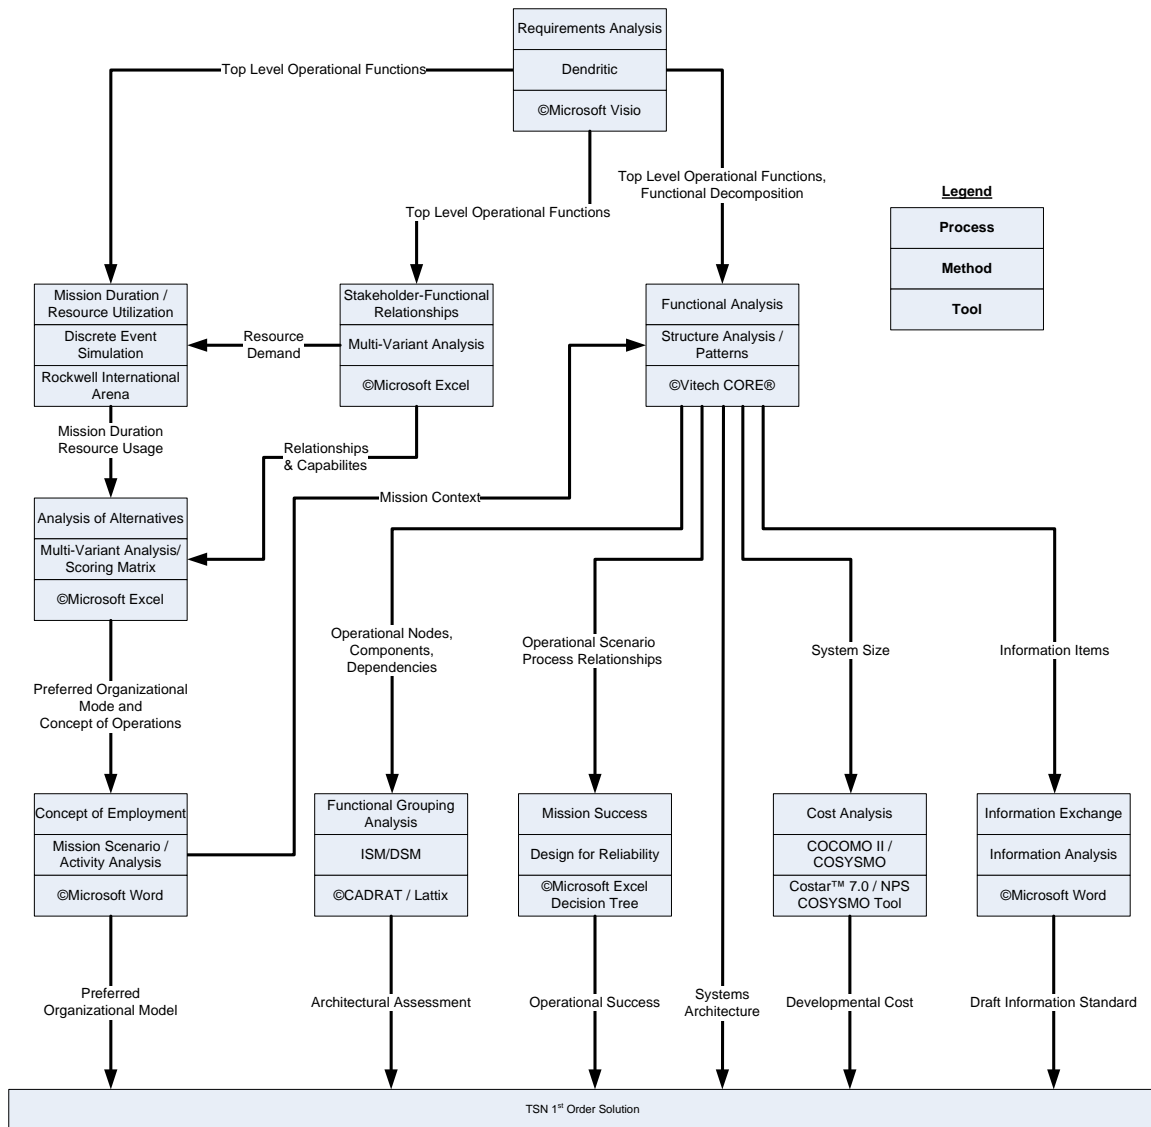 Requirements Analysis
Dendritic
©Microsoft Visio
Top Level Operational Functions
Top Level Operational Functions
Top Level Operational Functions,
Functional Decomposition
Legend
Process
Method
Tool
Mission Duration /
Resource Utilization
Discrete Event
Simulation
Rockwell International
Arena
Resource
Demand
Stakeholder-Functional
Relationships
Multi-Variant Analysis
©Microsoft Excel
Functional Analysis
Structure Analysis /
Patterns
©Vitech CORE®
Mission Duration
Resource Usage
Relationships
& Capabilites
Mission Context
Analysis of Alternatives
Multi-Variant Analysis/
Scoring Matrix
©Microsoft Excel
Preferred Organizational
Mode and
Concept of Operations
Operational Nodes,
Components,
Dependencies
Operational Scenario
Process Relationships
System Size
Information Items
Concept of Employment
Mission Scenario /
Activity Analysis
©Microsoft Word
Functional Grouping
Analysis
ISM/DSM
©CADRAT / Lattix
Mission Success
Design for Reliability
©Microsoft Excel
Decision Tree
Cost Analysis
COCOMO II /
COSYSMO
Costar™ 7.0 / NPS
COSYSMO Tool
Information Exchange
Information Analysis
©Microsoft Word
Preferred
Organizational Model
Architectural Assessment
Operational Success
Systems
Architecture
Developmental Cost
Draft Information Standard
TSN 1st Order Solution